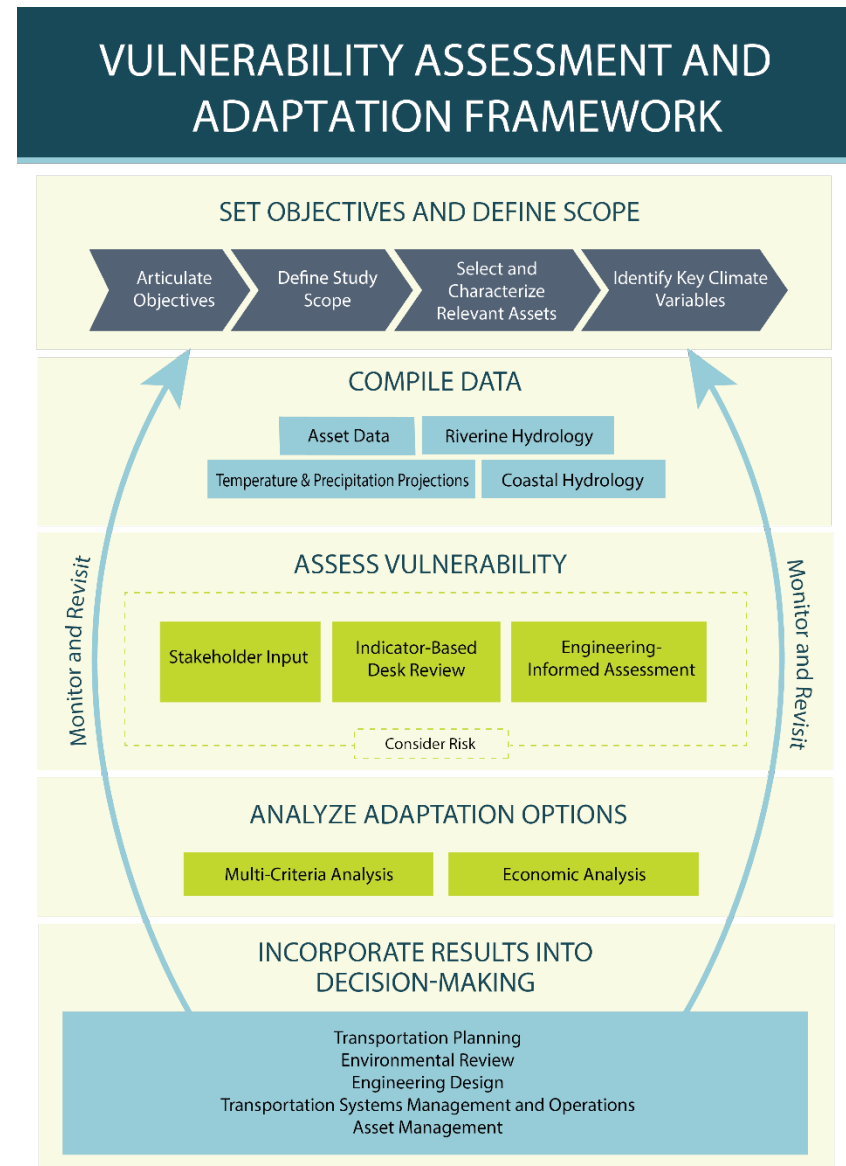 VULNERABILITY ASSESSMENT AND
ADAPTATION FRAMEWORK
SET OBJECTIVES AND DEFINE SCOPE
Articulate
Objectives
Define Study
Scope
Select and
Characterize
Relevant Assets
Identify Key Climate
Variables
COMPILE DATA
Asset Data
Riverine Hydrology
Temperature & Precipitation Projections
Coastal Hydrology
Monitor and Revisit
ASSESS VULNERABILITY
Stakeholder Input
Indicator-Based
Desk Review
Engineering-
Informed Assessment
Consider Risk
Monitor and Revisit
ANALYZE ADAPTATION OPTIONS
Multi-Criteria Analysis
Economic Analysis
INCORPORATE RESULTS INTO
DECISION-MAKING
Transportation Planning
Environmental Review
Engineering Design
Transportation Systems Management and Operations
Asset Management